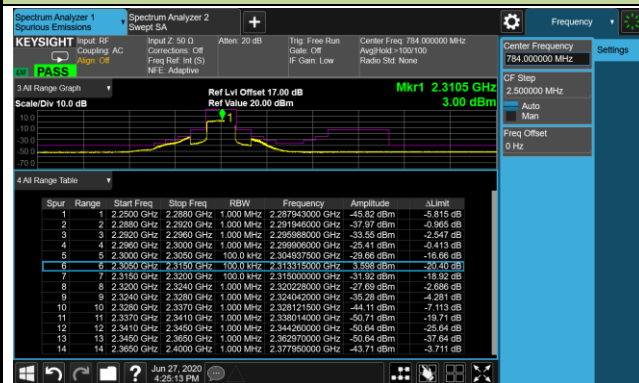 Spectrum Analyzer 1
Spurious Emissions
Spectrum Analyzer 2
Swept SA
Frequency
KEYSIGHT
Input: RF
Coupling: AC
Align: Off
Input Z: 50 Ω
Corrections: Off
Freq Ref: Int (S)
NFE: Adaptive
Atten: 20 dB
Trig: Free Run
Gate: Off
IF Gain: Low
Center Freq: 784.000000 MHz
Avg|Hold:>100/100
Radio Std: None
PASS
Center Frequency
784.000000 MHz
Settings
CF Step
2.500000 MHz
Auto
Man
Freq Offset
0 Hz
3 All Range Graph
Scale/Div 10.0 dB
Ref Lvl Offset 17.00 dB
Ref Value 20.00 dBm
Mkr1 2.3105 GHz
3.00 dBm
10.0
-10.0
-30.0
-50.0
-70.0
1
4 All Range Table
Spur Range Start Freq Stop Freq RBW Frequency Amplitude ΔLimit
1 1 2.2500 GHz 2.2880 GHz 1.000 MHz 2.287943000 GHz -45.82 dBm -5.815 dB
2 2 2.2880 GHz 2.2920 GHz 1.000 MHz 2.291946000 GHz -37.97 dBm -0.965 dB
3 3 2.2920 GHz 2.2960 GHz 1.000 MHz 2.295988000 GHz -33.55 dBm -2.547 dB
4 4 2.2960 GHz 2.3000 GHz 1.000 MHz 2.299906000 GHz -25.41 dBm -0.413 dB
5 5 2.3000 GHz 2.3050 GHz 100.0 kHz 2.304937500 GHz -29.66 dBm -16.66 dB
6 6 2.3050 GHz 2.3150 GHz 100.0 kHz 2.313315000 GHz 3.598 dBm -20.40 dB
7 7 2.3150 GHz 2.3200 GHz 100.0 kHz 2.315000000 GHz -31.92 dBm -18.92 dB
8 8 2.3200 GHz 2.3240 GHz 1.000 MHz 2.320228000 GHz -27.69 dBm -2.686 dB
9 9 2.3240 GHz 2.3280 GHz 1.000 MHz 2.324042000 GHz -35.28 dBm -4.281 dB
10 10 2.3280 GHz 2.3370 GHz 1.000 MHz 2.328121500 GHz -44.11 dBm -7.113 dB
11 11 2.3370 GHz 2.3410 GHz 1.000 MHz 2.338014000 GHz -50.71 dBm -19.71 dB
12 12 2.3410 GHz 2.3450 GHz 1.000 MHz 2.344260000 GHz -50.64 dBm -25.64 dB
13 13 2.3450 GHz 2.3650 GHz 1.000 MHz 2.362970000 GHz -50.64 dBm -37.64 dB
14 14 2.3650 GHz 2.4000 GHz 1.000 MHz 2.377950000 GHz -43.71 dBm -3.711 dB
Jun 27, 2020
4:25:13 PM